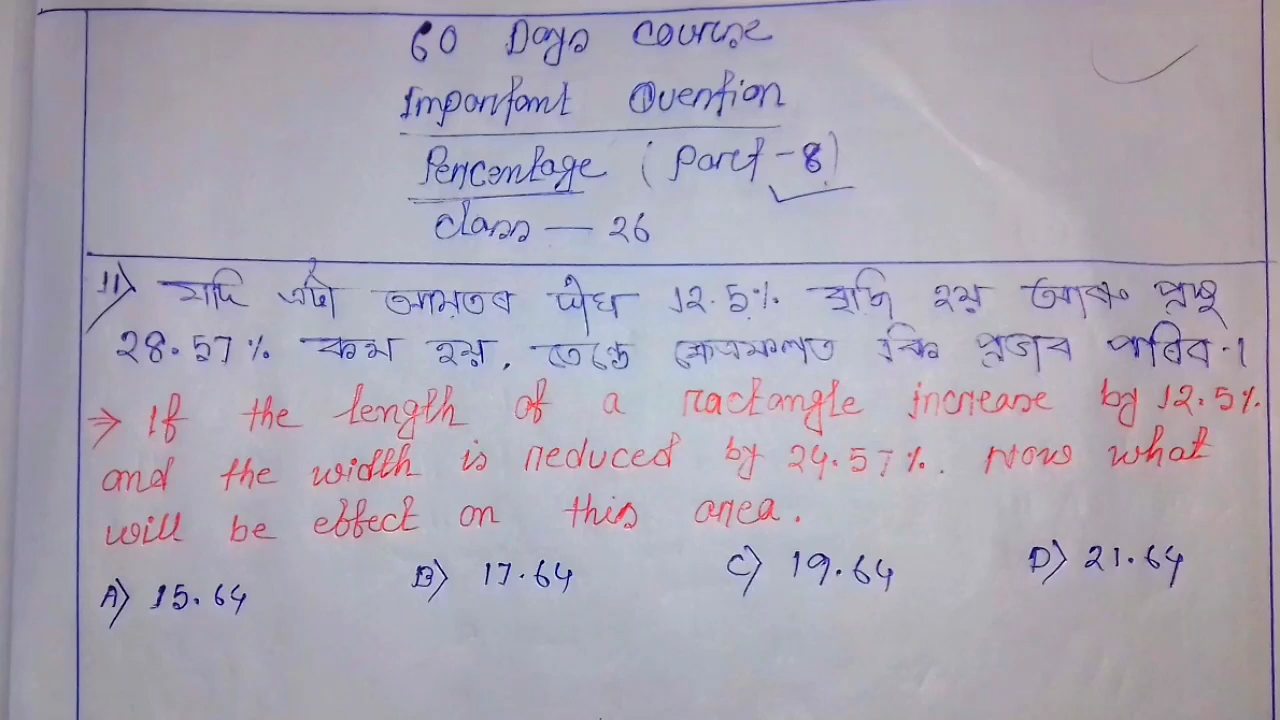 60 Days Course
Important Question
Percentage (Part-8)
Class — 26
11) যদি এটা আয়তৰ দীঘ 12.5% বৃদ্ধি হয় আৰু প্ৰস্থ
28.57% কম হয়, তেন্তে ক্ষেত্ৰফলত কি প্ৰভাৱ পৰিব ।
⇒ If the length of a ractangle increase by 12.5%
and the width is reduced by 24.57%. Now what
will be effect on this area.
A) 15.64 B) 17.64 C) 19.64 D) 21.64